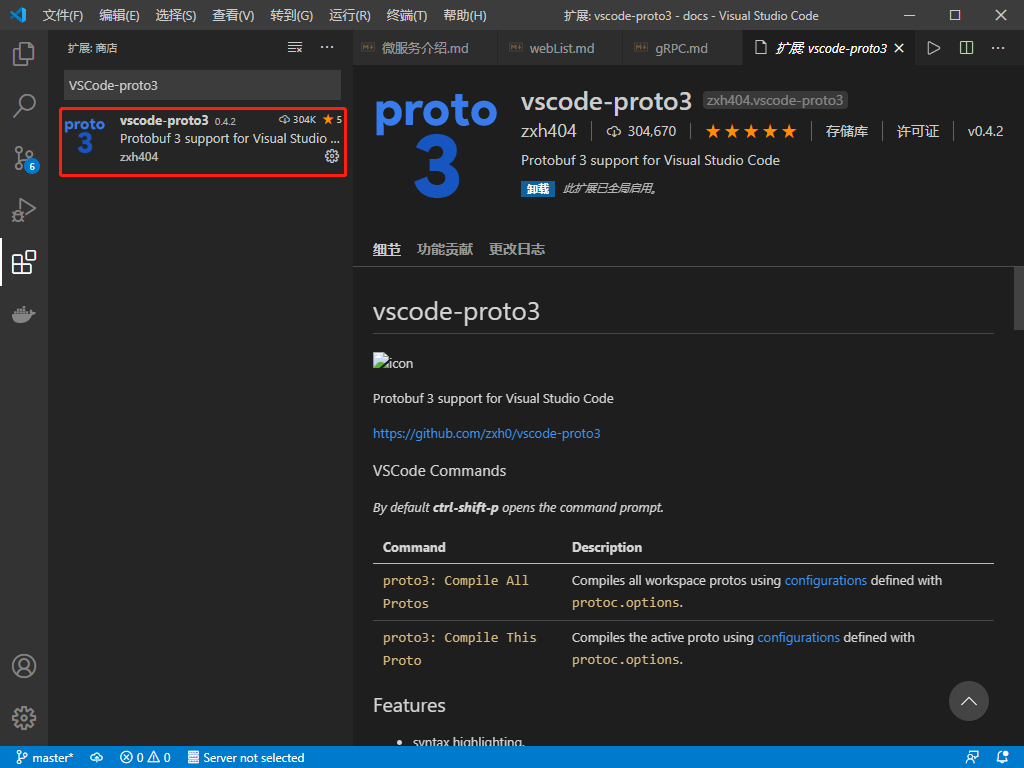 文件(F) 编辑(E) 选择(S) 查看(V) 转到(G) 运行(R) 终端(T) 帮助(H) 扩展: vscode-proto3 - docs - Visual Studio Code
扩展: 商店
微服务介绍.md webList.md gRPC.md 扩展 vscode-proto3
VSCode-proto3
proto
3
vscode-proto3 0.4.2 304K 5
Protobuf 3 support for Visual Studio ...
zxh404
6
proto
3
vscode-proto3 zxh404.vscode-proto3
zxh404 304,670 存储库 许可证 v0.4.2
Protobuf 3 support for Visual Studio Code
卸载 此扩展已全局启用。
细节 功能贡献 更改日志
vscode-proto3
icon
Protobuf 3 support for Visual Studio Code
https://github.com/zxh0/vscode-proto3
VSCode Commands
By default ctrl-shift-p opens the command prompt.
Command Description
proto3: Compile All Protos Compiles all workspace protos using configurations defined with protoc.options.
proto3: Compile This Proto Compiles the active proto using configurations defined with protoc.options.
Features
• syntax highlighting.
master* 0 0 Server not selected